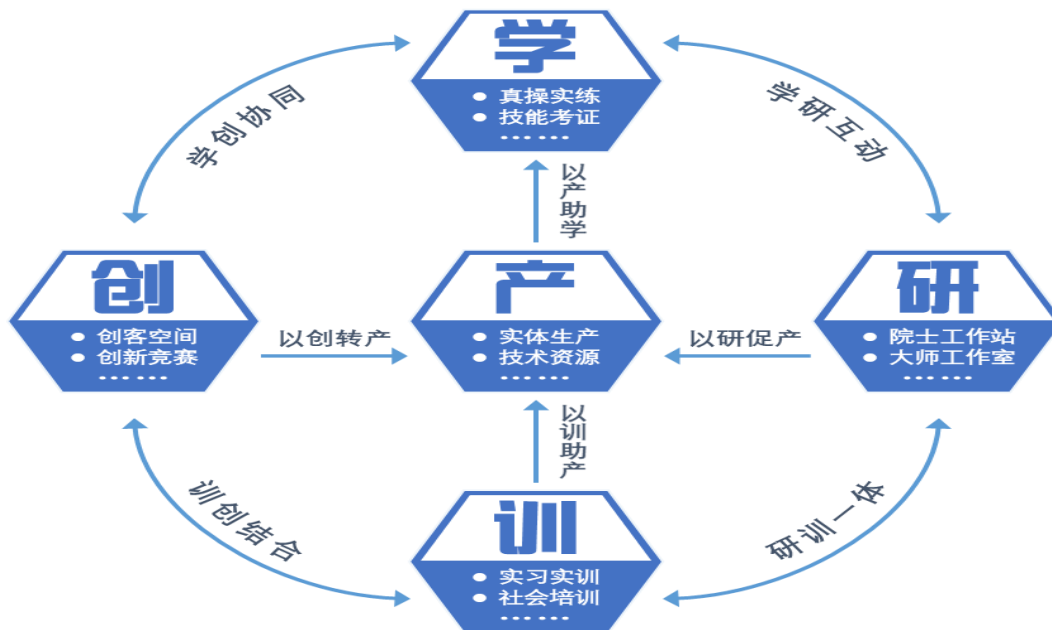 学
真操实练
技能考证
……
学创协同
学研互动
以产助学
创
创客空间
创新竞赛
……
以创转产
产
实体生产
技术资源
……
以研促产
研
院士工作站
大师工作室
……
以训助产
训创结合
研训一体
训
实习实训
社会培训
……